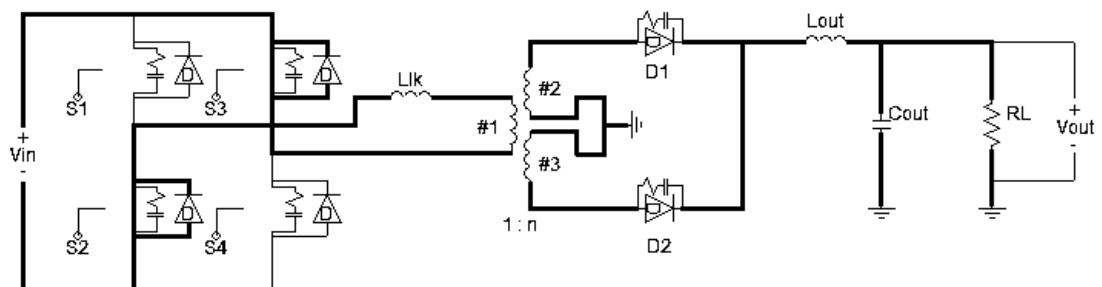 S1
S3
S2
S4
D
D
D
D
+
Vin
-
Llk
#1
#2
#3
1 : n
D
D1
D
D2
Lout
Cout
RL
+
Vout
-